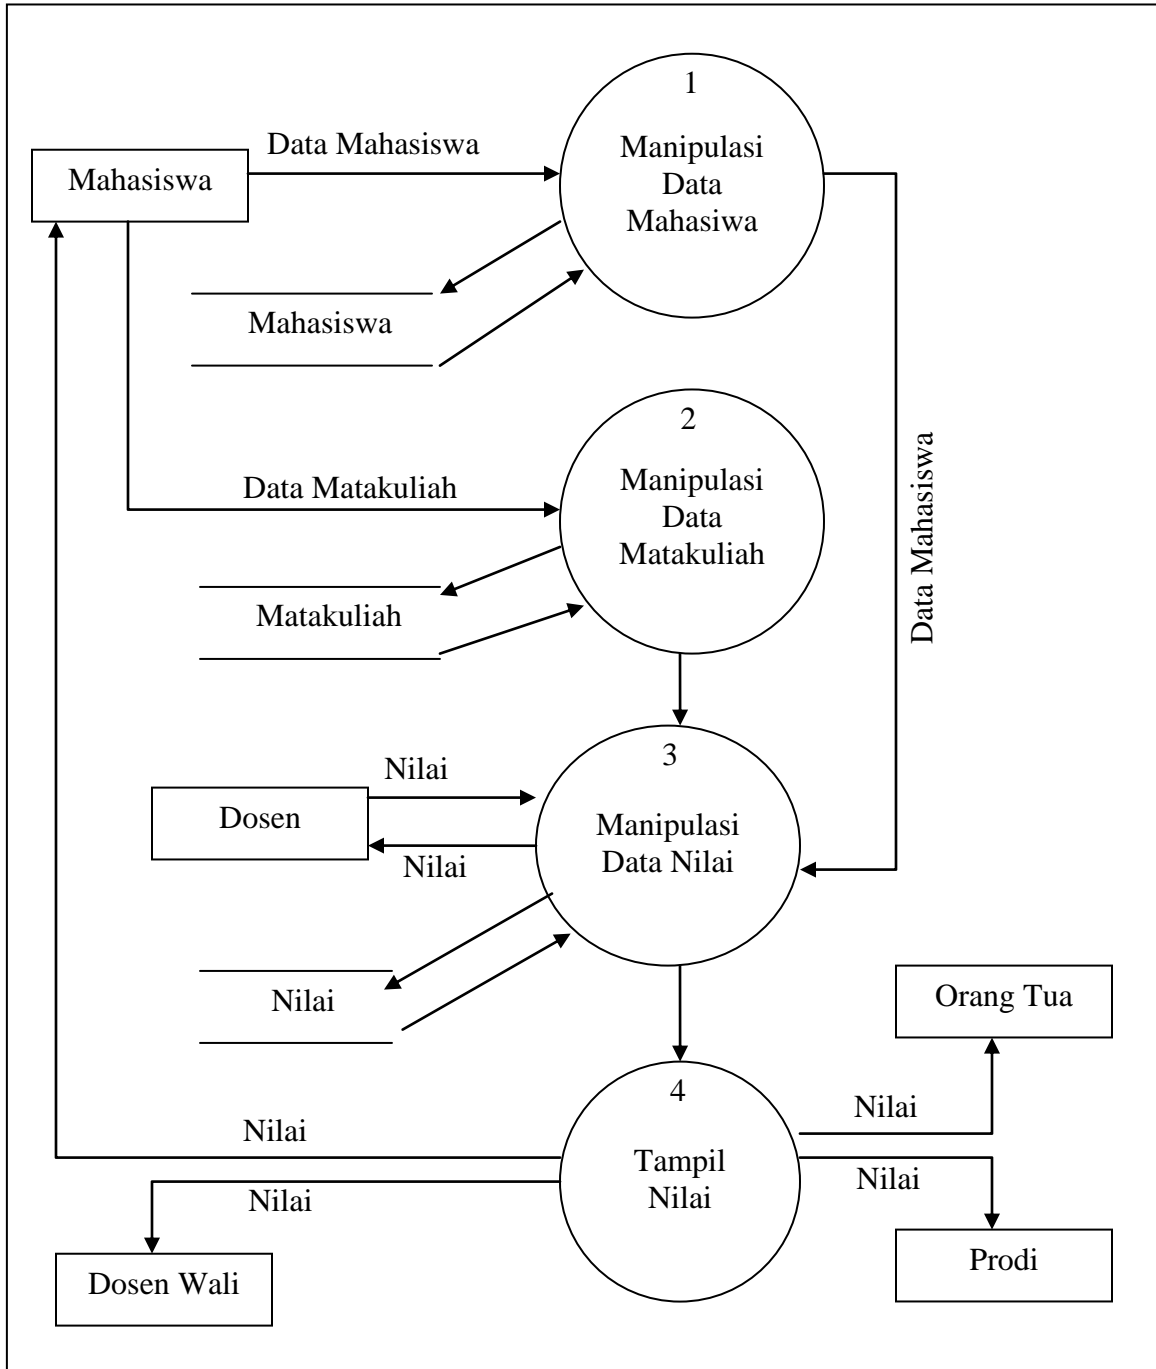 1
Manipulasi
Data
Mahasiwa
Data Mahasiswa
Mahasiswa
Mahasiswa
2
Manipulasi
Data
Matakuliah
Data Matakuliah
Matakuliah
Data Mahasiswa
3
Manipulasi
Data Nilai
Nilai
Dosen
Nilai
Nilai
Orang Tua
4
Tampil
Nilai
Nilai
Nilai
Nilai
Nilai
Dosen Wali
Prodi